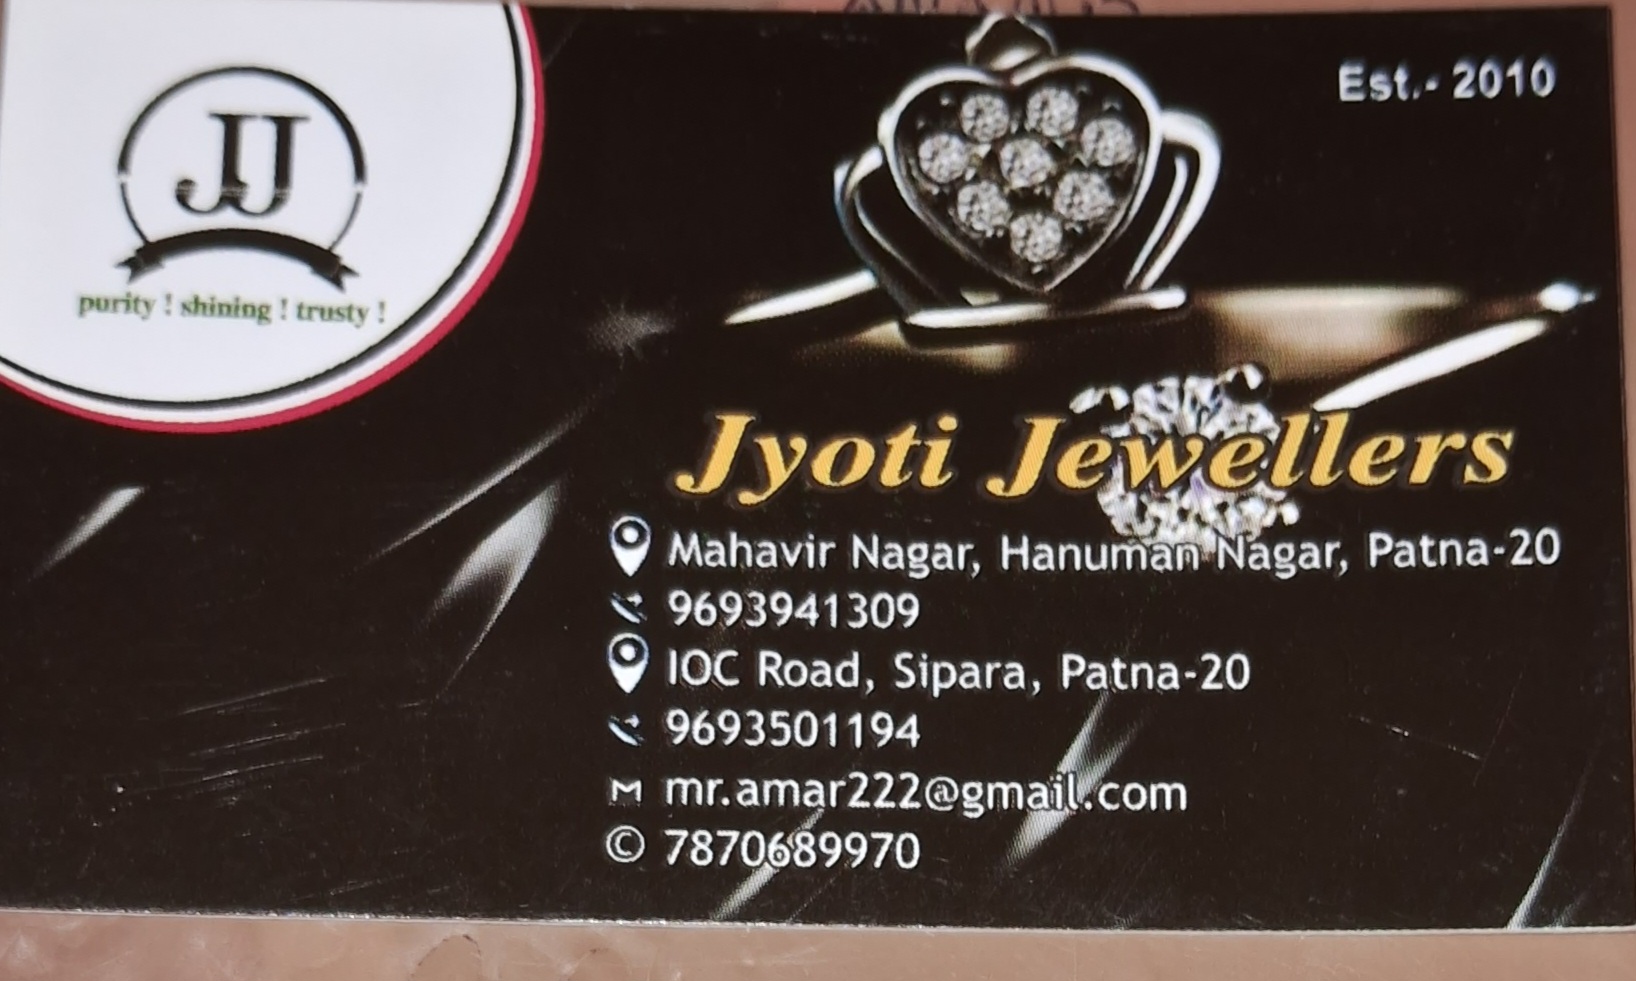 Est.- 2010
JJ
purity ! shining ! trusty !
Jyoti Jewellers
Mahavir Nagar, Hanuman Nagar, Patna-20
9693941309
IOC Road, Sipara, Patna-20
9693501194
M mr.amar222@gmail.com
© 7870689970